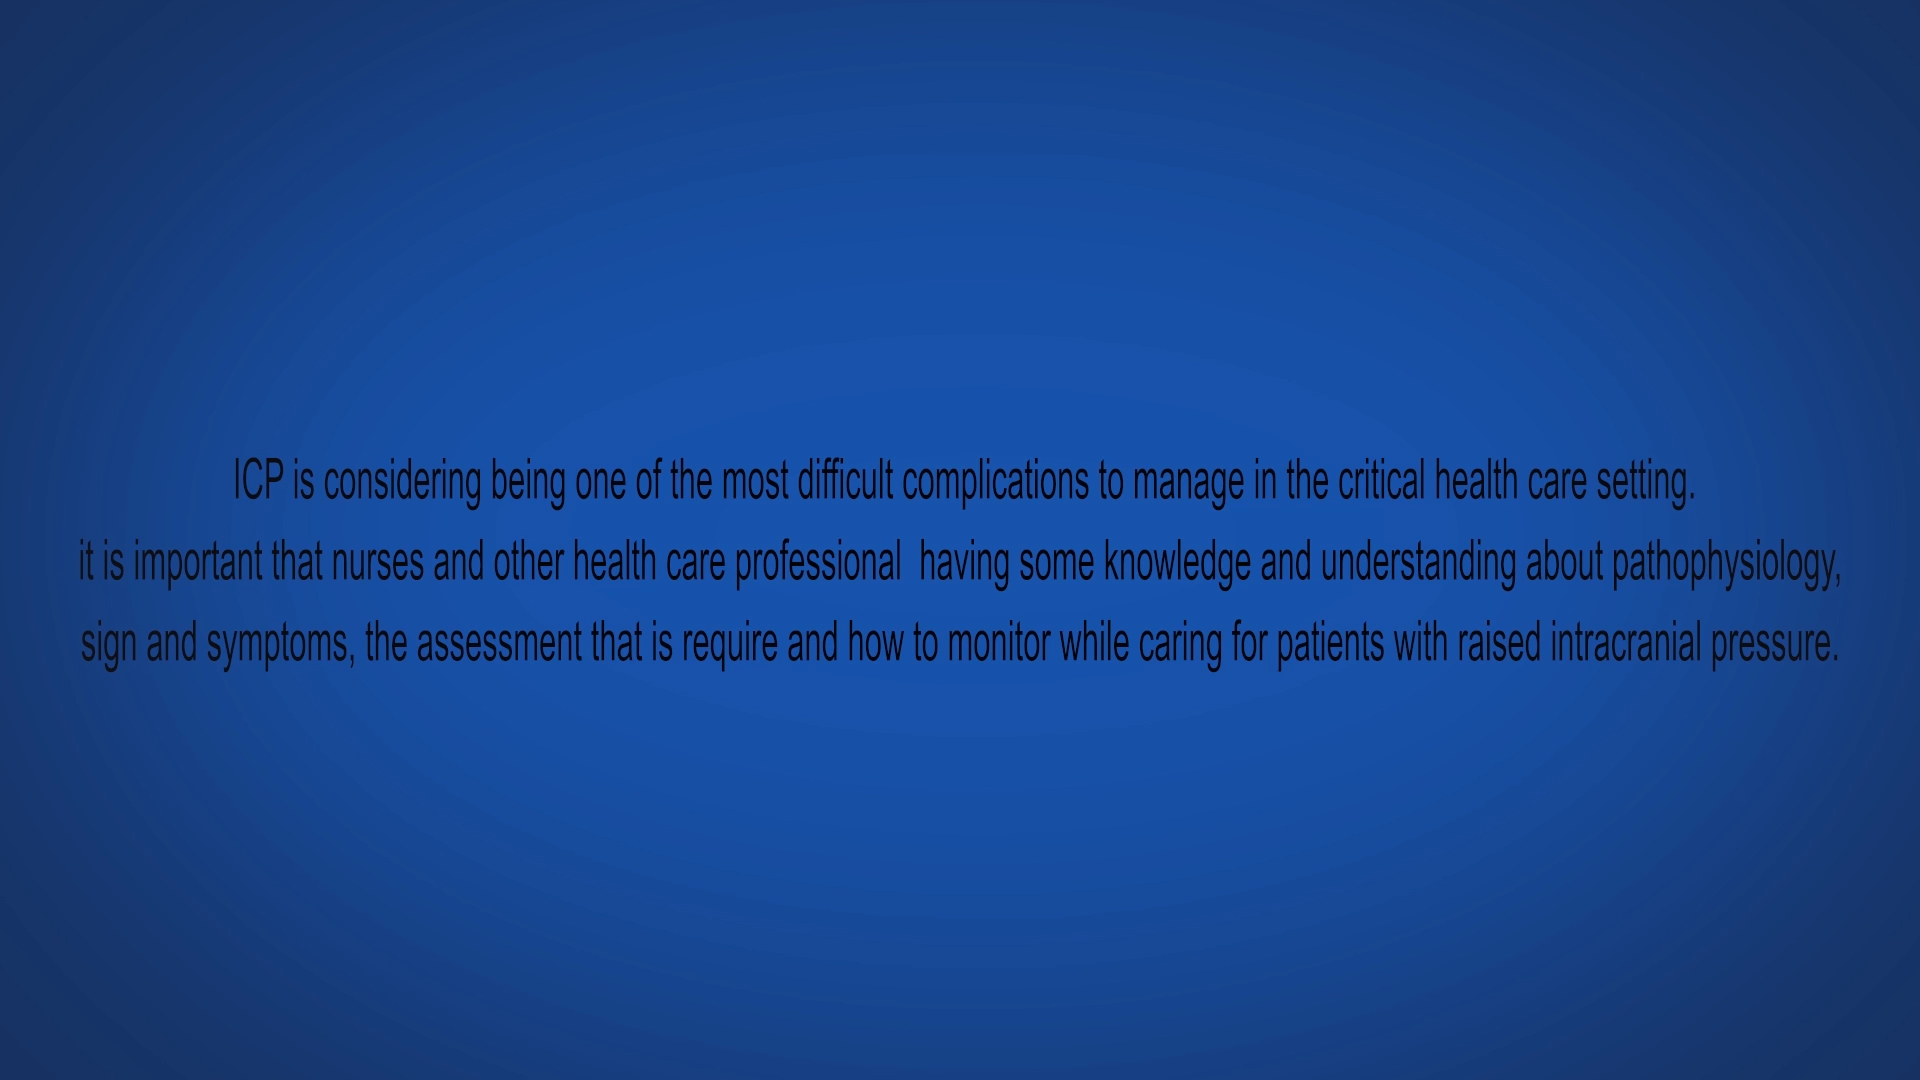 ICP is considering being one of the most difficult complications to manage in the critical health care setting.
it is important that nurses and other health care professional  having some knowledge and understanding about pathophysiology,
sign and symptoms, the assessment that is require and how to monitor while caring for patients with raised intracranial pressure.